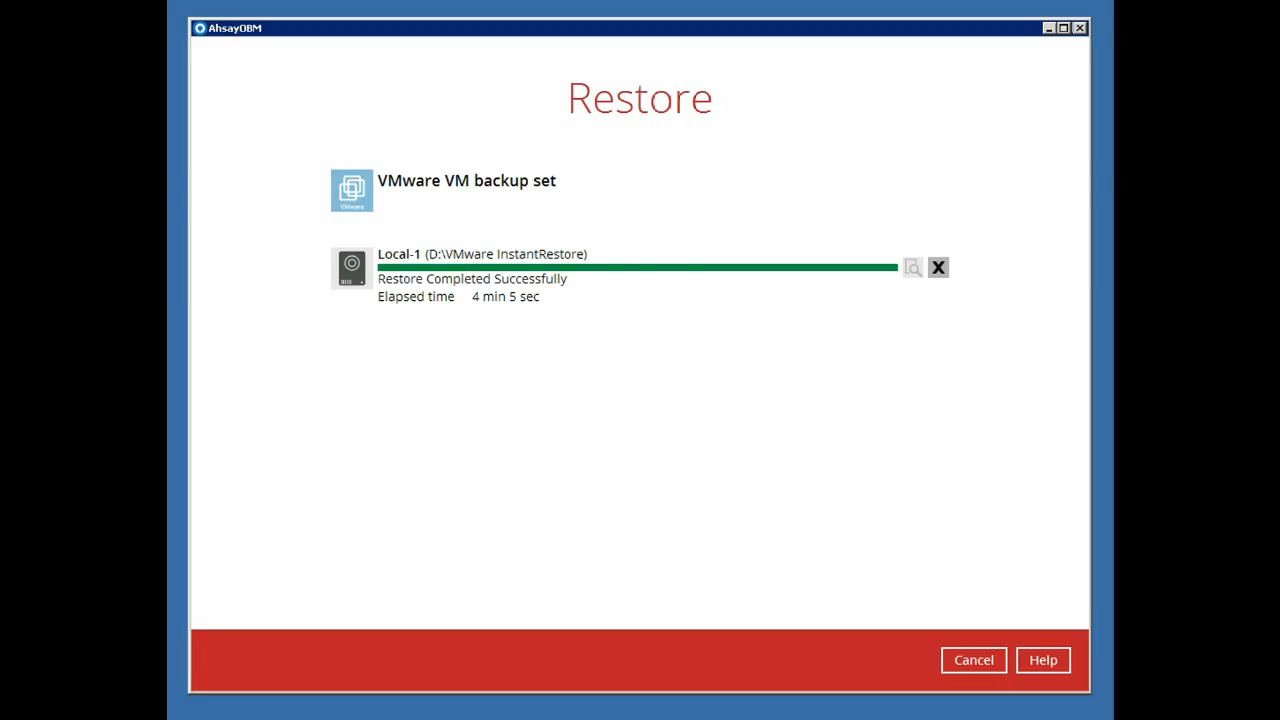 AhsayOBM
Restore
VMware VM backup set
VMware
Local-1 (D:\VMware InstantRestore)
X
Restore Completed Successfully
Elapsed time 4 min 5 sec
Cancel
Help